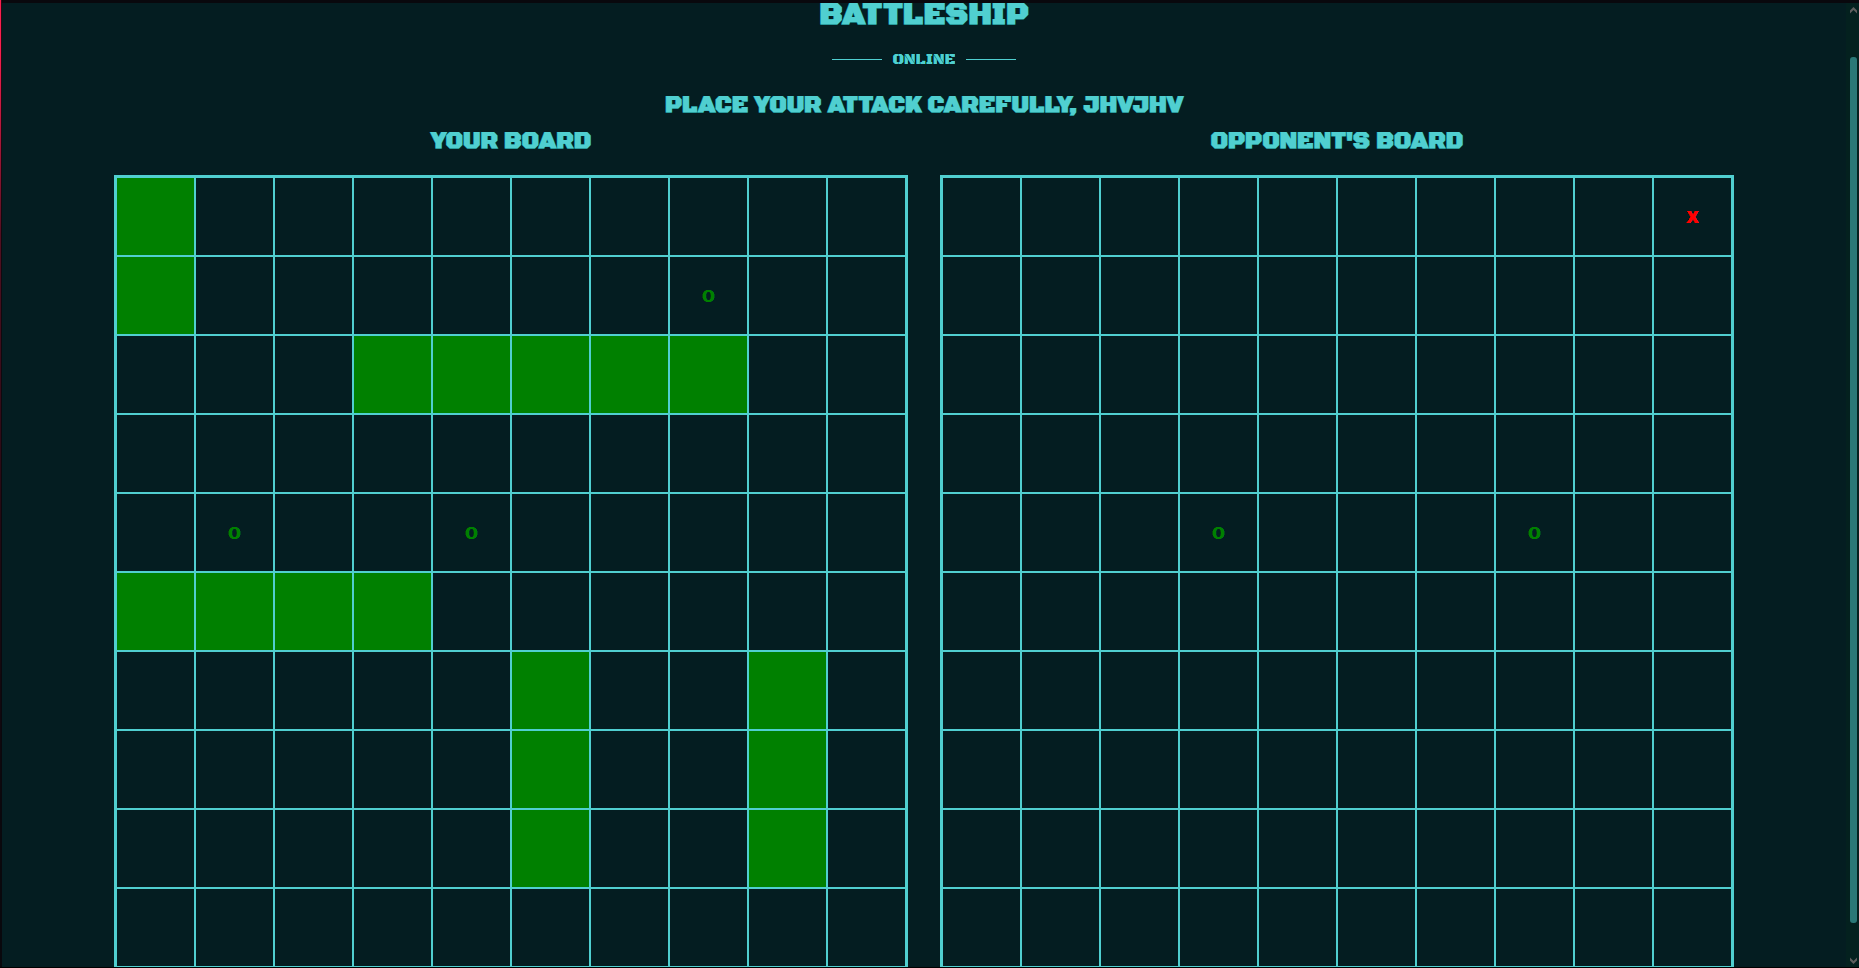 BATTLESHIP
ONLINE
PLACE YOUR ATTACK CAREFULLY, JHVJHV
YOUR BOARD
OPPONENT'S BOARD
x
o
o o
o o